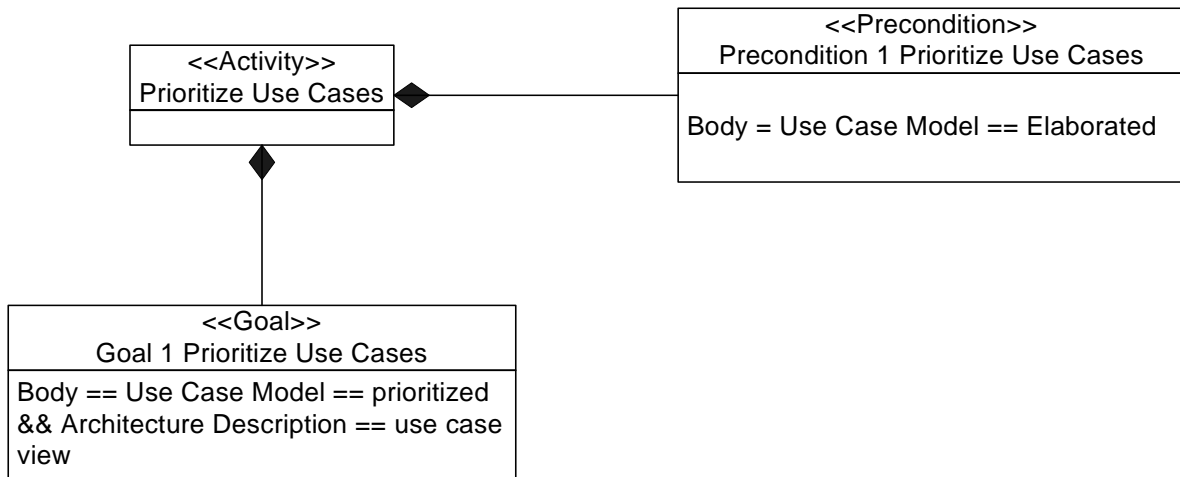 <<Activity>>
Prioritize Use Cases
<<Precondition>>
Precondition 1 Prioritize Use Cases
Body = Use Case Model == Elaborated
<<Goal>>
Goal 1 Prioritize Use Cases
Body == Use Case Model == prioritized
&& Architecture Description == use case
view